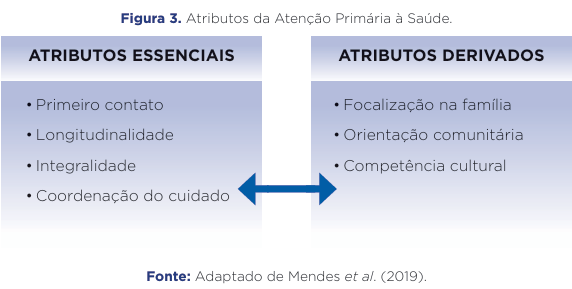 Figura 3. Atributos da Atenção Primária à Saúde.
ATRIBUTOS ESSENCIAIS
• Primeiro contato
• Longitudinalidade
• Integralidade
• Coordenação do cuidado
ATRIBUTOS DERIVADOS
• Focalização na família
• Orientação comunitária
• Competência cultural
Fonte: Adaptado de Mendes et al. (2019).